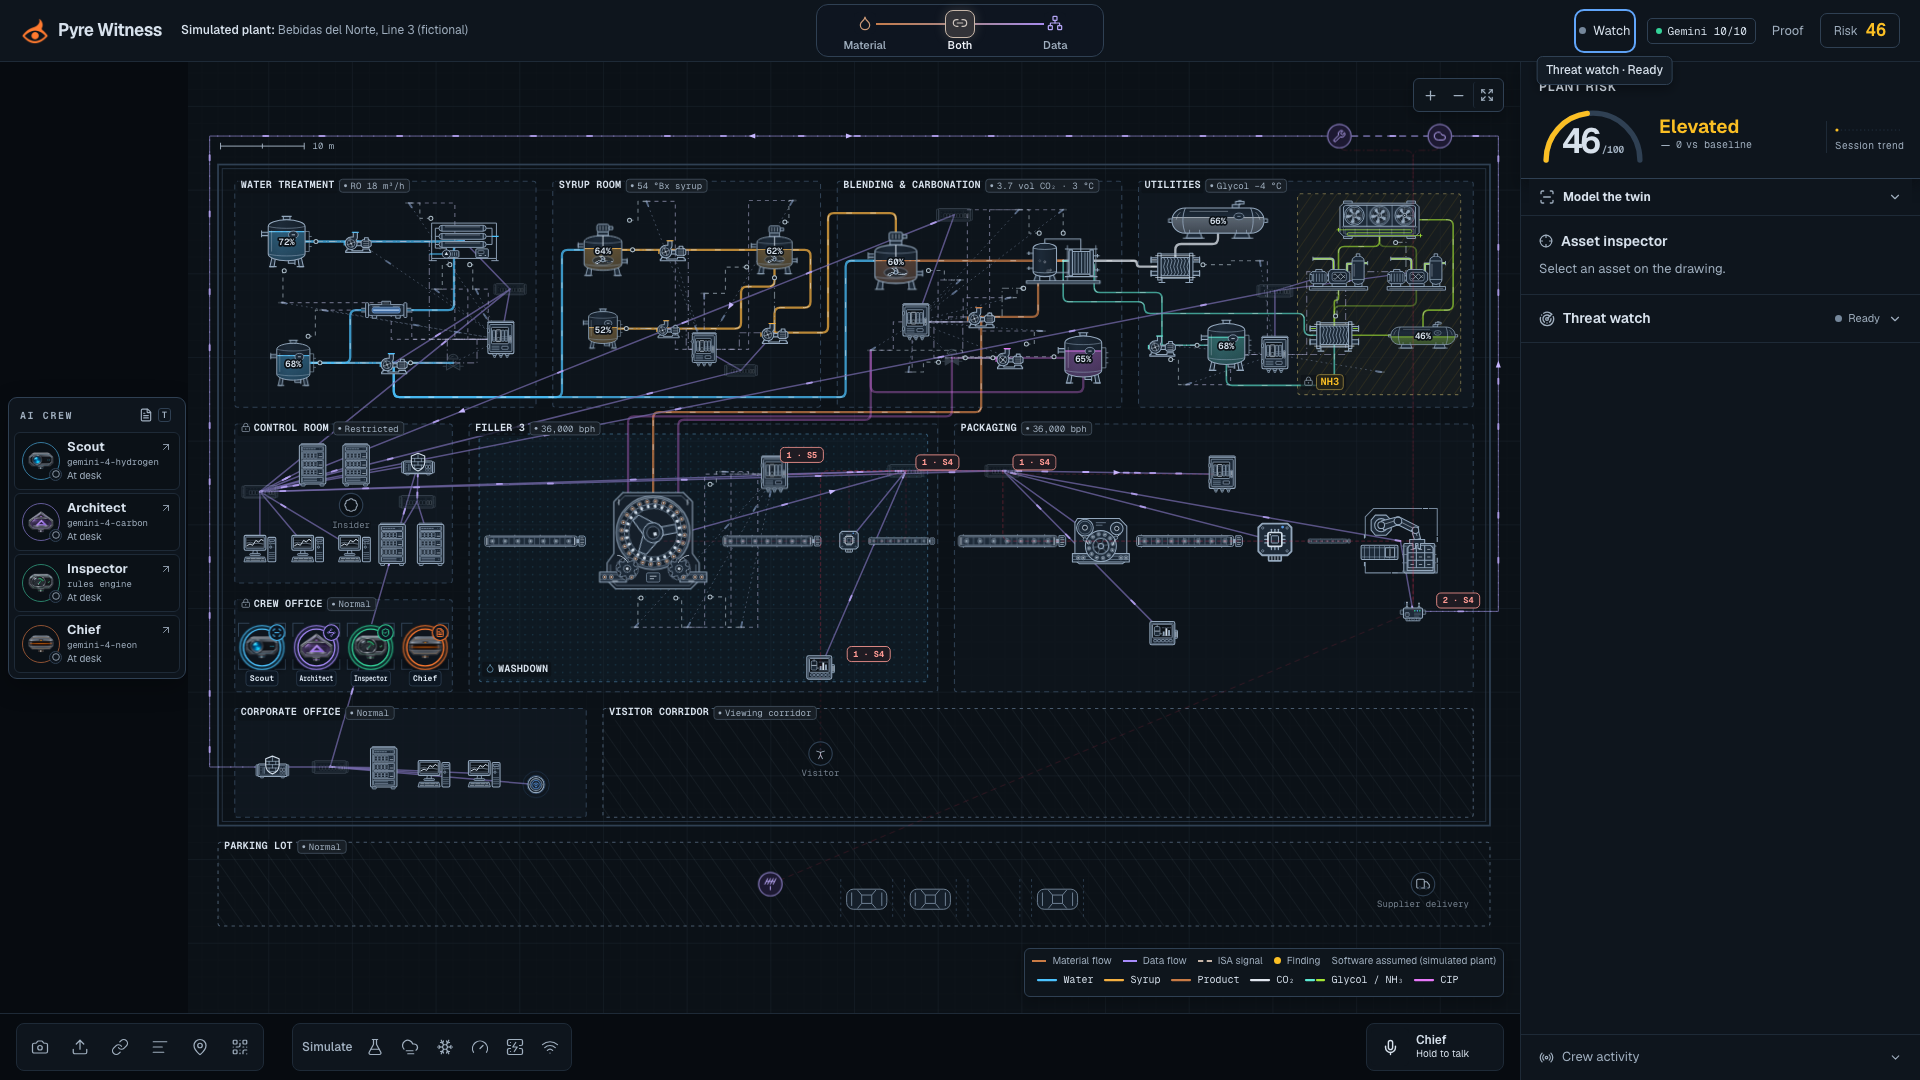 Pyre Witness
Simulated plant: Bebidas del Norte, Line 3 (fictional)
Material
Both
Data
Watch
Gemini 10/10
Proof
Risk 46
Threat watch · Ready
PLANT RISK
46 /100
Elevated
— 0 vs baseline
Session trend
Model the twin
Asset inspector
Select an asset on the drawing.
Threat watch
Ready
10 m
WATER TREATMENT
• RO 18 m³/h
72%
68%
SYRUP ROOM
• 54 °Bx syrup
64%
62%
52%
BLENDING & CARBONATION
• 3.7 vol CO₂ · 3 °C
60%
65%
UTILITIES
• Glycol −4 °C
66%
68%
46%
NH3
AI CREW
T
Scout
gemini-4-hydrogen
At desk
Architect
gemini-4-carbon
At desk
Inspector
rules engine
At desk
Chief
gemini-4-neon
At desk
CONTROL ROOM
• Restricted
Insider
FILLER 3
• 36,000 bph
1 · S5
1 · S4
1 · S4
WASHDOWN
PACKAGING
• 36,000 bph
1 · S4
2 · S4
CREW OFFICE
• Normal
Scout
Architect
Inspector
Chief
CORPORATE OFFICE
• Normal
VISITOR CORRIDOR
• Viewing corridor
Visitor
PARKING LOT
• Normal
Supplier delivery
Material flow
Data flow
ISA signal
Finding
Software assumed (simulated plant)
Water
Syrup
Product
CO₂
Glycol / NH₃
CIP
Simulate
Chief
Hold to talk
Crew activity